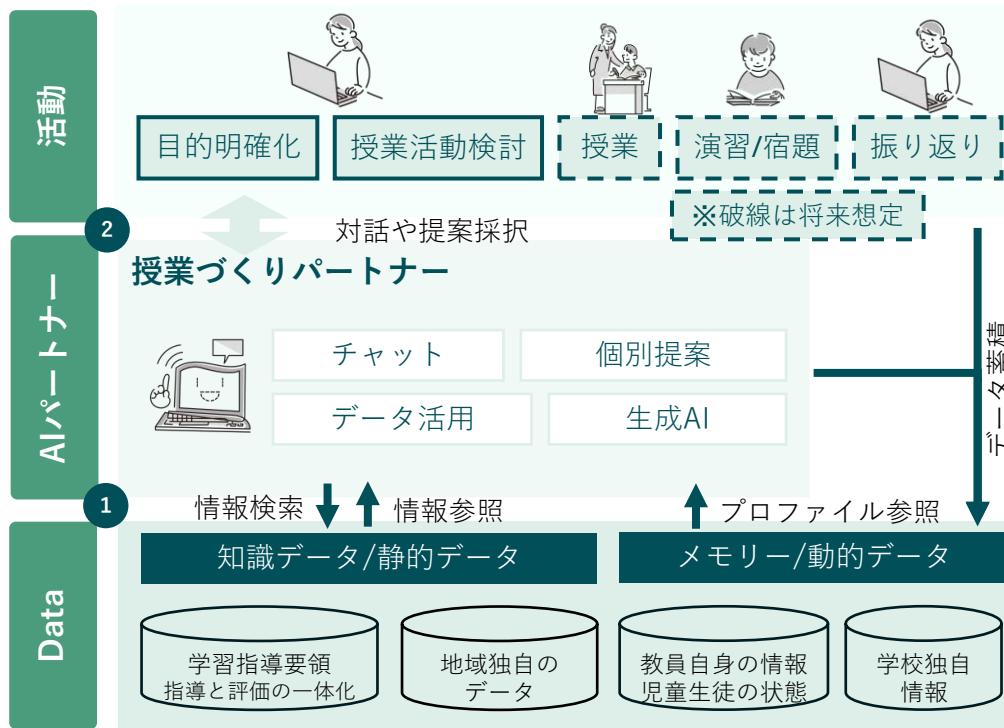 活動
目的明確化
授業活動検討
授業
演習/宿題
振り返り
※破線は将来想定
2
対話や提案採択
AIパートナー
授業づくりパートナー
チャット
個別提案
データ活用
生成AI
データ蓄積
1
情報検索
情報参照
プロファイル参照
Data
知識データ/静的データ
メモリー/動的データ
学習指導要領
指導と評価の一体化
地域独自の
データ
教員自身の情報
児童生徒の状態
学校独自
情報